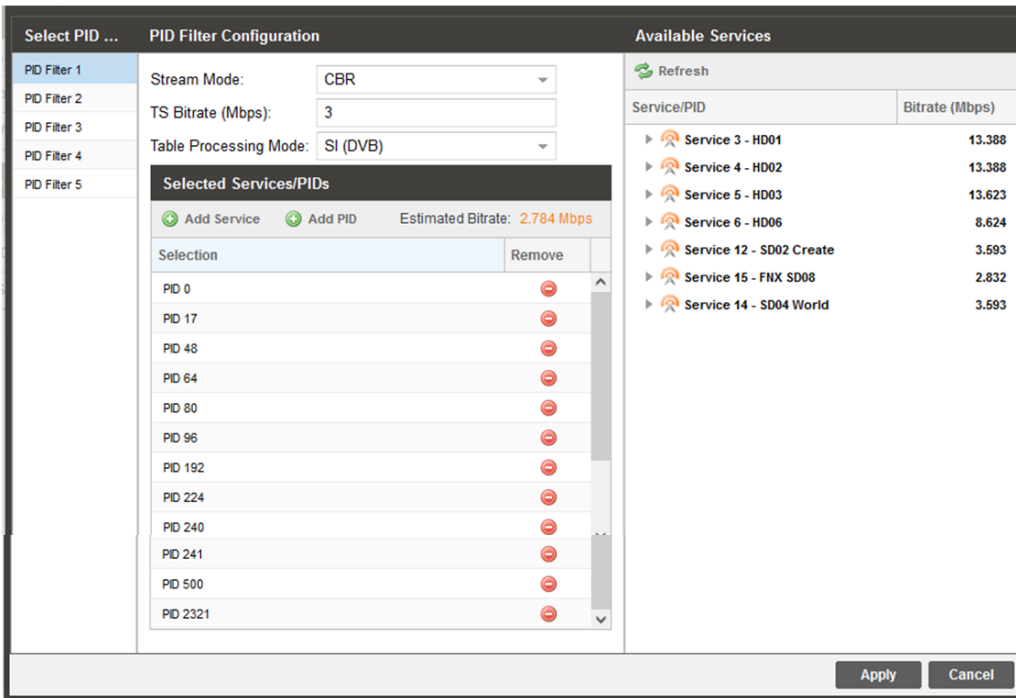 Select PID ...
PID Filter Configuration
Available Services
PID Filter 1
PID Filter 2
PID Filter 3
PID Filter 4
PID Filter 5
Stream Mode: CBR
TS Bitrate (Mbps): 3
Table Processing Mode: SI (DVB)
Selected Services/PIDs
Add Service Add PID Estimated Bitrate: 2.784 Mbps
Selection Remove
PID 0
PID 17
PID 48
PID 64
PID 80
PID 96
PID 192
PID 224
PID 240
PID 241
PID 500
PID 2321
Refresh
Service/PID Bitrate (Mbps)
Service 3 - HD01 13.388
Service 4 - HD02 13.388
Service 5 - HD03 13.623
Service 6 - HD06 8.624
Service 12 - SD02 Create 3.593
Service 15 - FNX SD08 2.832
Service 14 - SD04 World 3.593
Apply Cancel